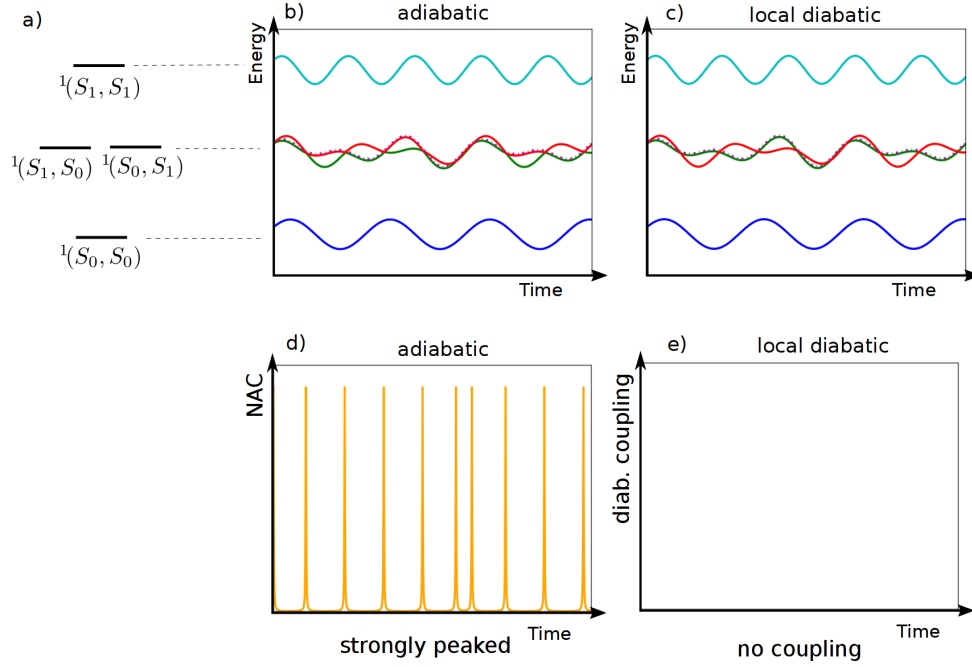 a)
¹(S₁, S₁)
¹(S₁, S₀) ¹(S₀, S₁)
¹(S₀, S₀)
b)
adiabatic
Energy
Time
c)
local diabatic
Energy
Time
d)
adiabatic
NAC
Time
strongly peaked
e)
local diabatic
diab. coupling
Time
no coupling